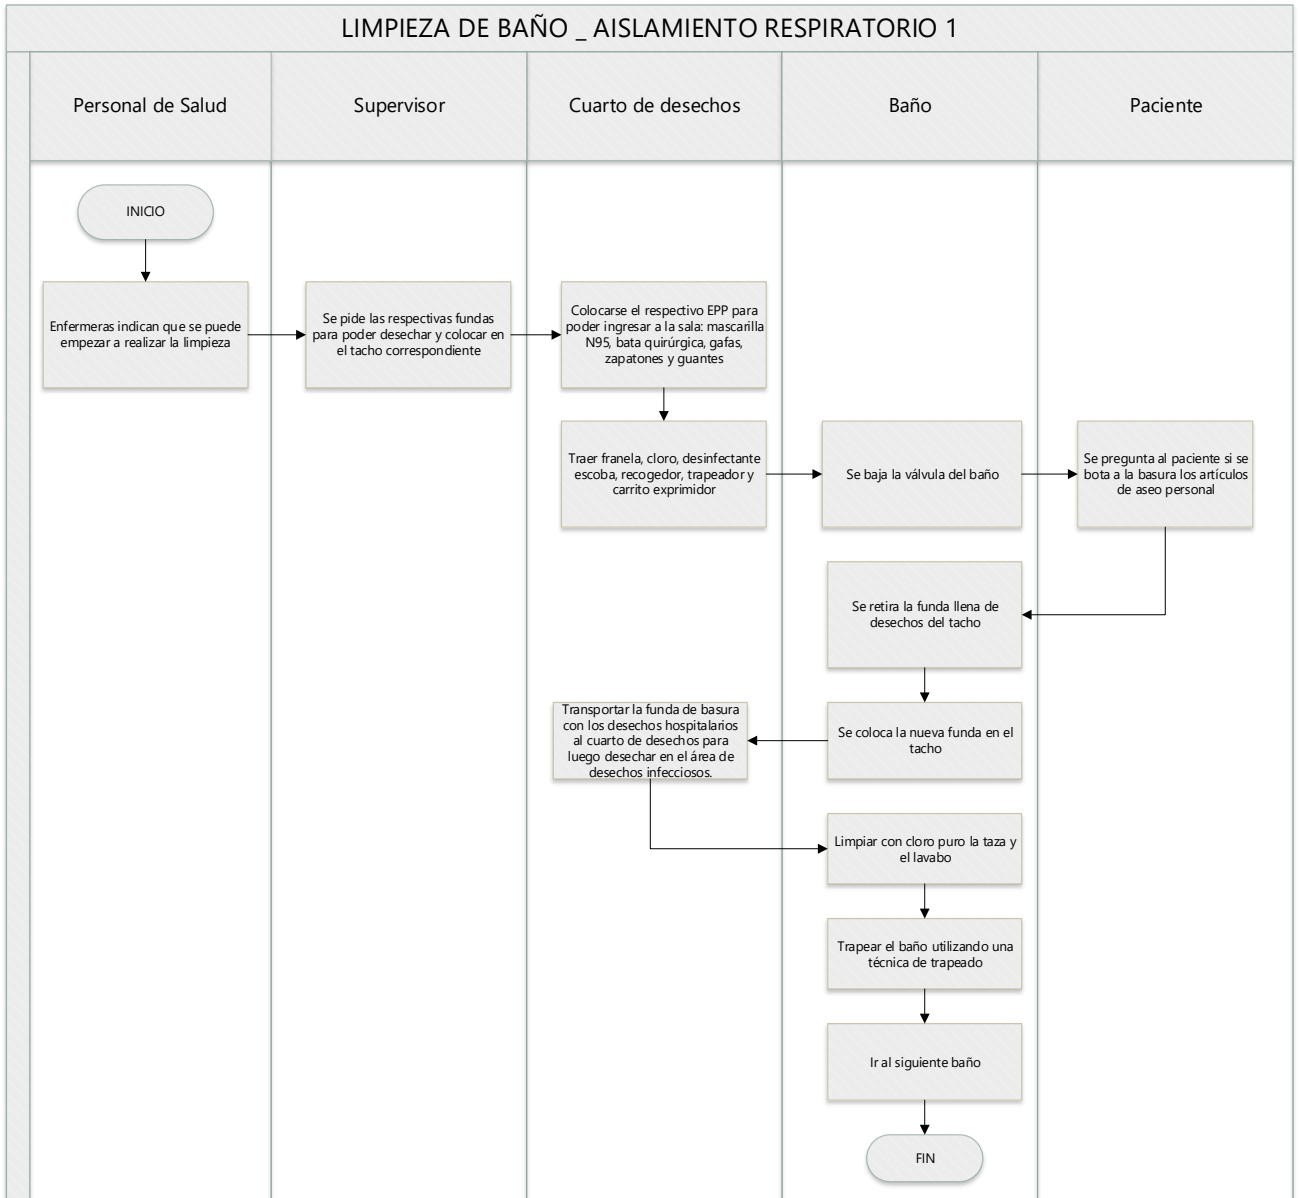 LIMPIEZA DE BAÑO _ AISLAMIENTO RESPIRATORIO 1
Personal de Salud
Supervisor
Cuarto de desechos
Baño
Paciente
INICIO
Enfermeras indican que se puede
empezar a realizar la limpieza
Se pide las respectivas fundas
para poder desechar y colocar en
el tacho correspondiente
Colocarse el respectivo EPP para
poder ingresar a la sala: mascarilla
N95, bata quirúrgica, gafas,
zapatones y guantes
Traer franela, cloro, desinfectante
escoba, recogedor, trapeador y
carrito exprimidor
Se baja la válvula del baño
Se pregunta al paciente si se
bota a la basura los artículos
de aseo personal
Se retira la funda llena de
desechos del tacho
Se coloca la nueva funda en el
tacho
Transportar la funda de basura
con los desechos hospitalarios
al cuarto de desechos para
luego desechar en el área de
desechos infecciosos.
Limpiar con cloro puro la taza y
el lavabo
Trapear el baño utilizando una
técnica de trapeado
Ir al siguiente baño
FIN